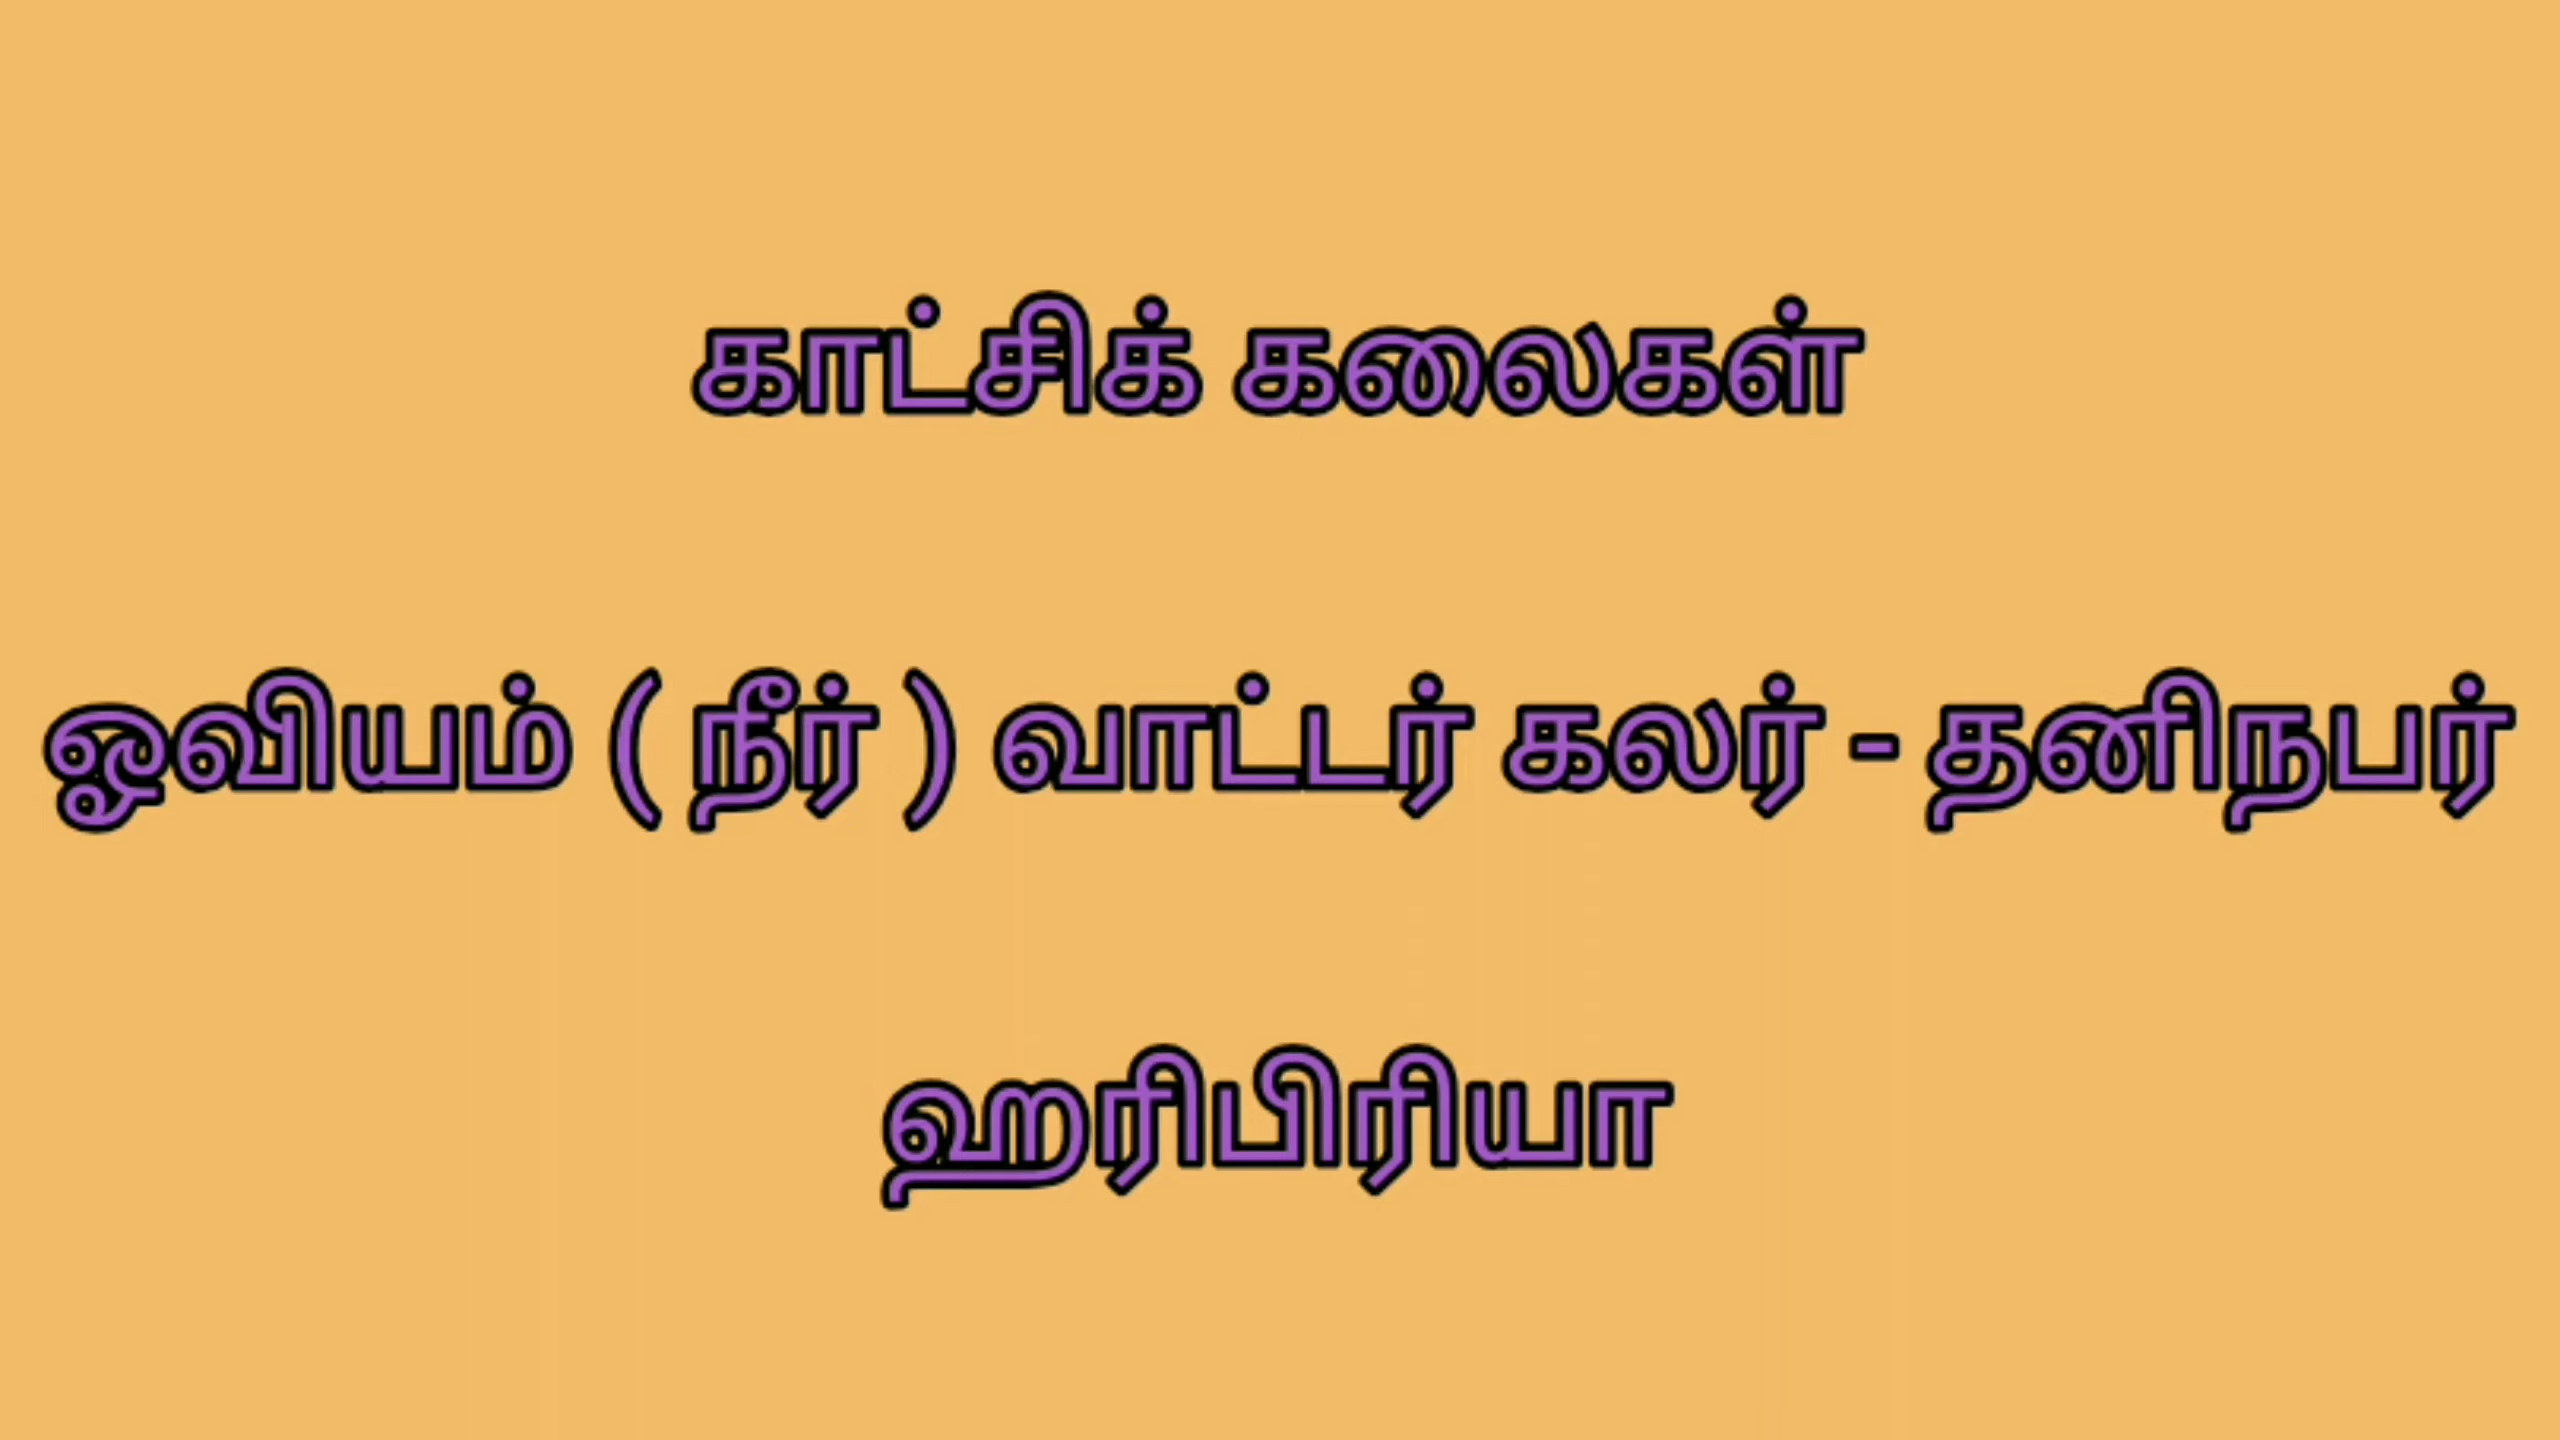 காட்சிக் கலைகள்
ஓவியம் ( நீர் ) வாட்டர் கலர் - தனிநபர்
ஹரிபிரியா